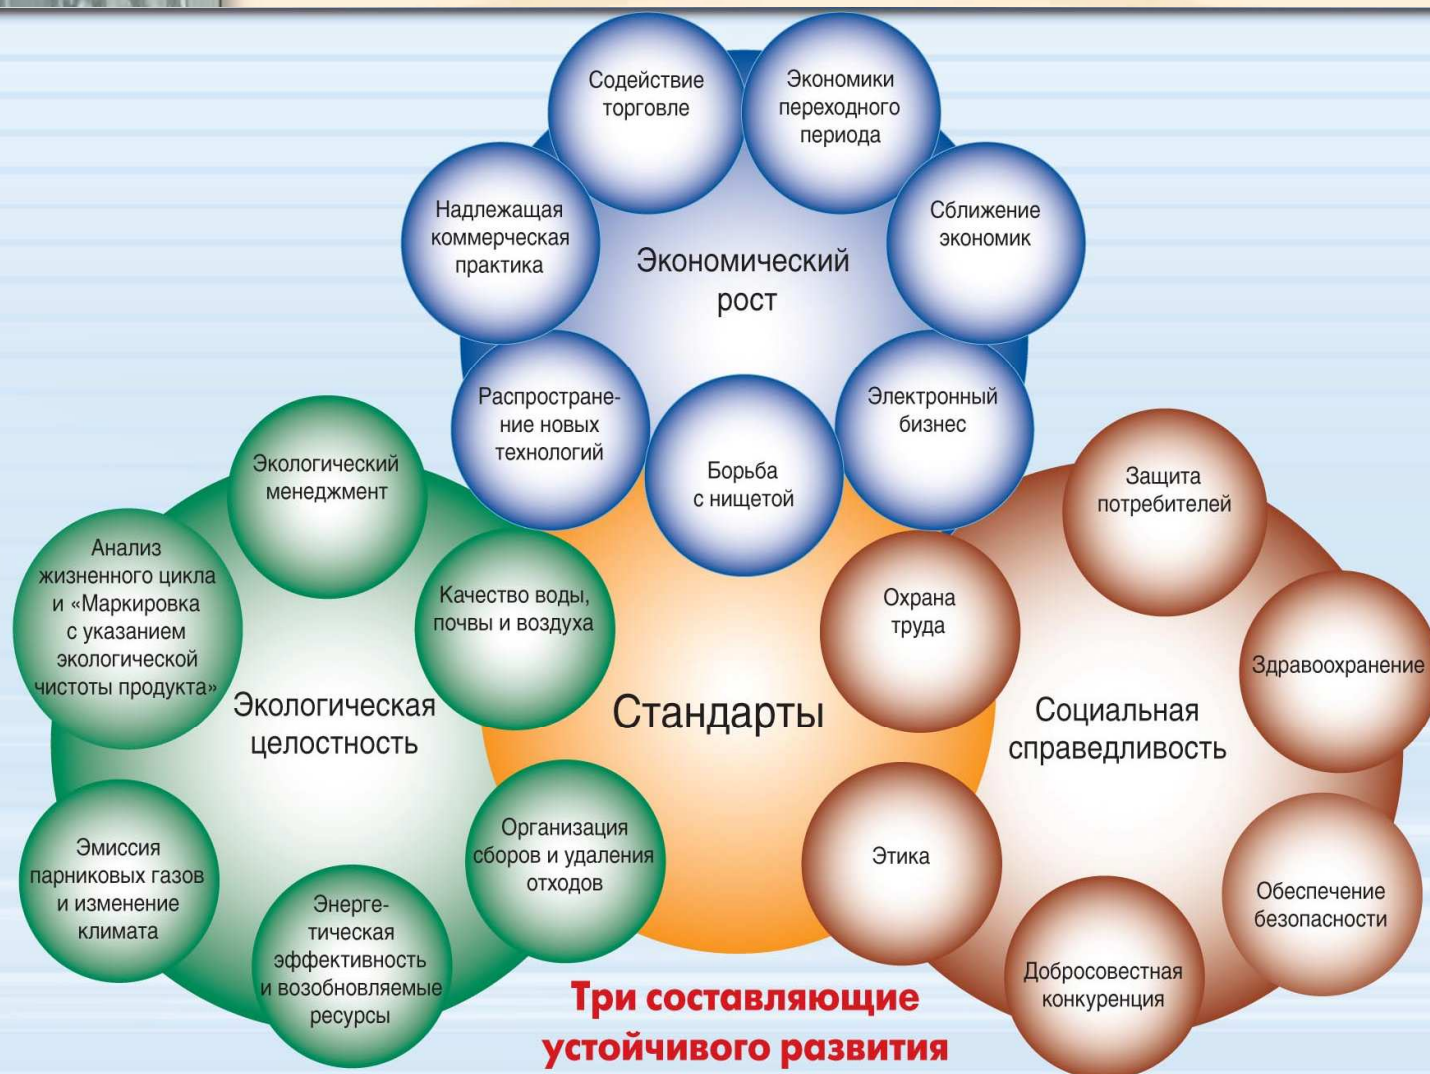 Содействие
торговле
Экономики
переходного
периода
Надлежащая
коммерческая
практика
Сближение
экономик
Экономический
рост
Распростране-
ние новых
технологий
Электронный
бизнес
Борьба
с нищетой
Экологический
менеджмент
Анализ
жизненного цикла
и «Маркировка
с указанием
экологической
чистоты продукта»
Качество воды,
почвы и воздуха
Экологическая
целостность
Эмиссия
парниковых газов
и изменение
климата
Энерге-
тическая
эффективность
и возобновляемые
ресурсы
Организация
сборов и удаления
отходов
Стандарты
Защита
потребителей
Охрана
труда
Здравоохранение
Социальная
справедливость
Этика
Обеспечение
безопасности
Добросовестная
конкуренция
Три составляющие
устойчивого развития